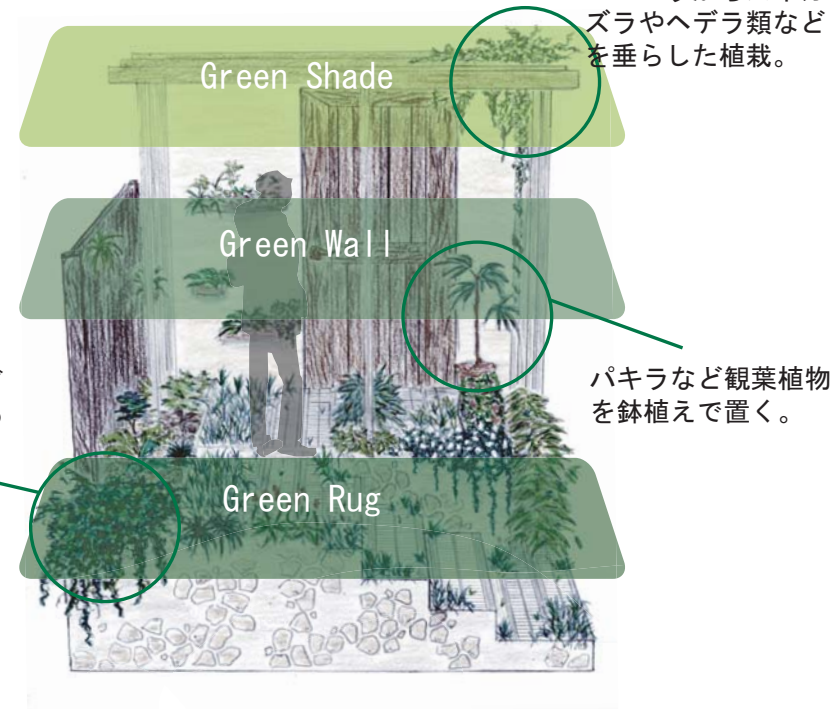 ズラやヘデラ類など
を垂らした植栽。
Green Shade
Green Wall
パキラなど観葉植物
を鉢植えで置く。
Green Rug